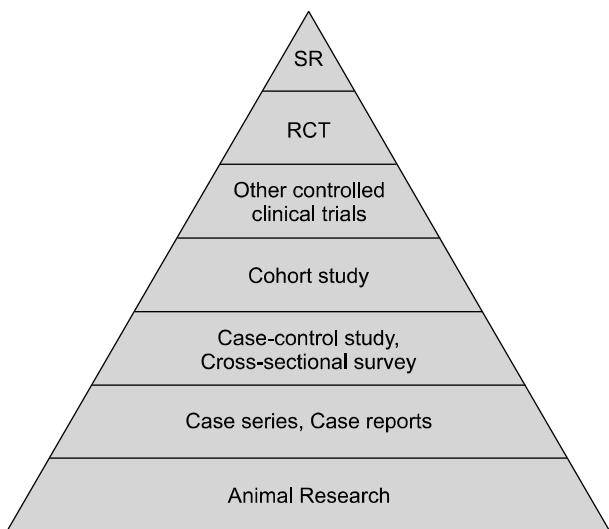 SR
RCT
Other controlled
clinical trials
Cohort study
Case-control study,
Cross-sectional survey
Case series, Case reports
Animal Research